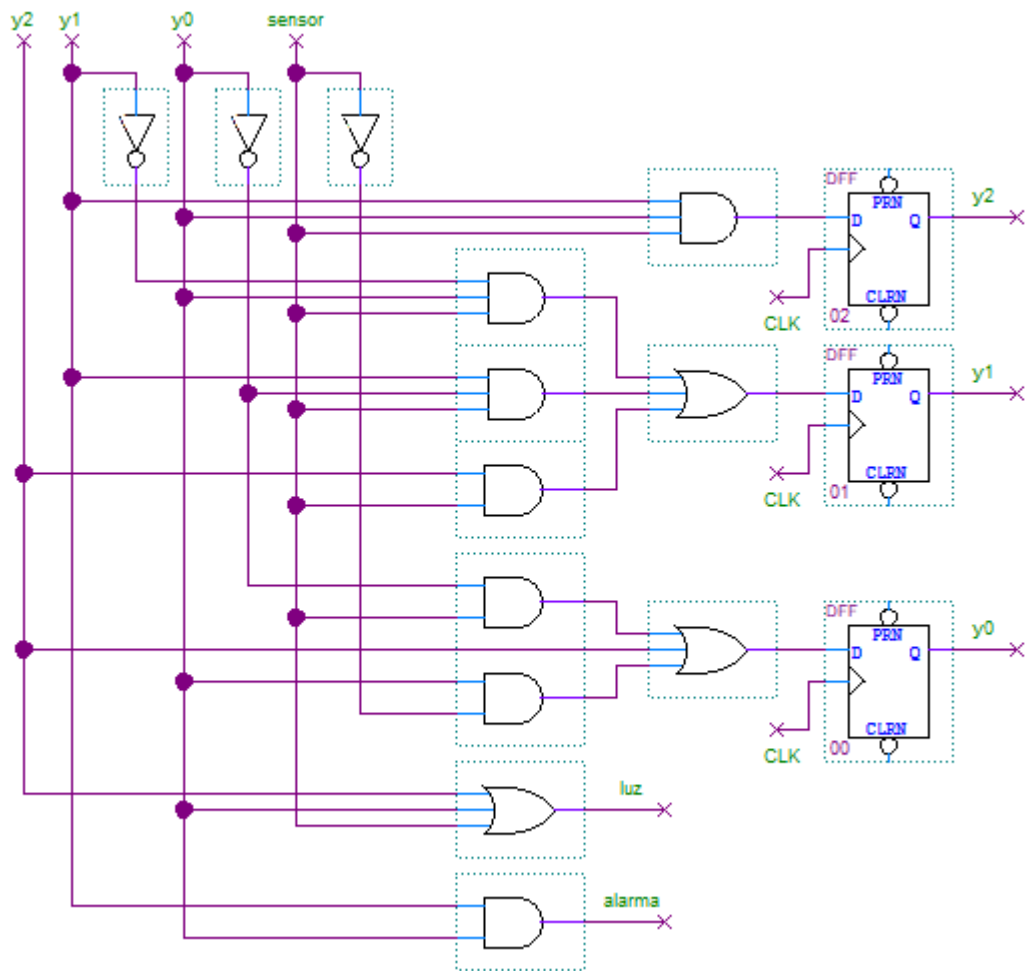 y2 y1 y0 sensor
DFF
PRN
D Q
y2
CLRN
02
CLK
DFF
PRN
D Q
y1
CLRN
01
CLK
DFF
PRN
D Q
y0
CLRN
00
CLK
luz
alarma